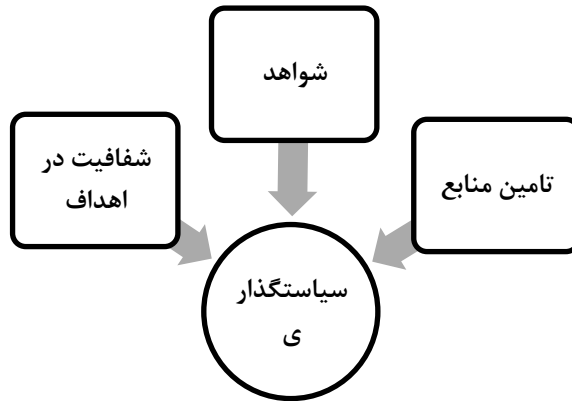 شواهد
شفافیت در
اهداف
تامین منابع
سیاستگذار
ی